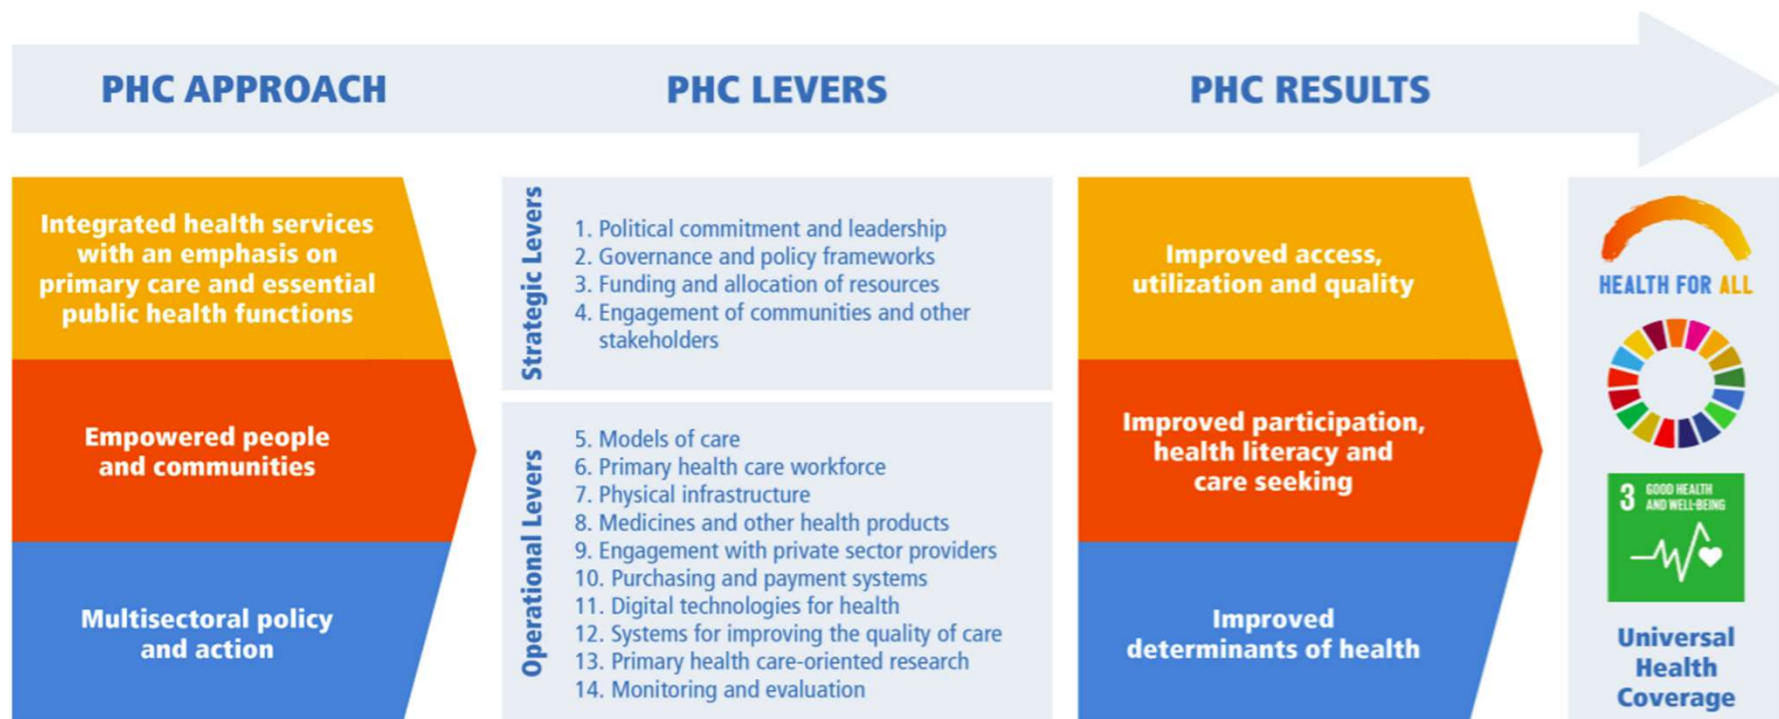 PHC APPROACH
PHC LEVERS
PHC RESULTS
Integrated health services
with an emphasis on
primary care and essential
public health functions
Empowered people
and communities
Multisectoral policy
and action
Strategic Levers
1. Political commitment and leadership
2. Governance and policy frameworks
3. Funding and allocation of resources
4. Engagement of communities and other
stakeholders
Operational Levers
5. Models of care
6. Primary health care workforce
7. Physical infrastructure
8. Medicines and other health products
9. Engagement with private sector providers
10. Purchasing and payment systems
11. Digital technologies for health
12. Systems for improving the quality of care
13. Primary health care-oriented research
14. Monitoring and evaluation
Improved access,
utilization and quality
Improved participation,
health literacy and
care seeking
Improved
determinants of health
HEALTH FOR ALL
3 GOOD HEALTH
AND WELL-BEING
Universal
Health
Coverage